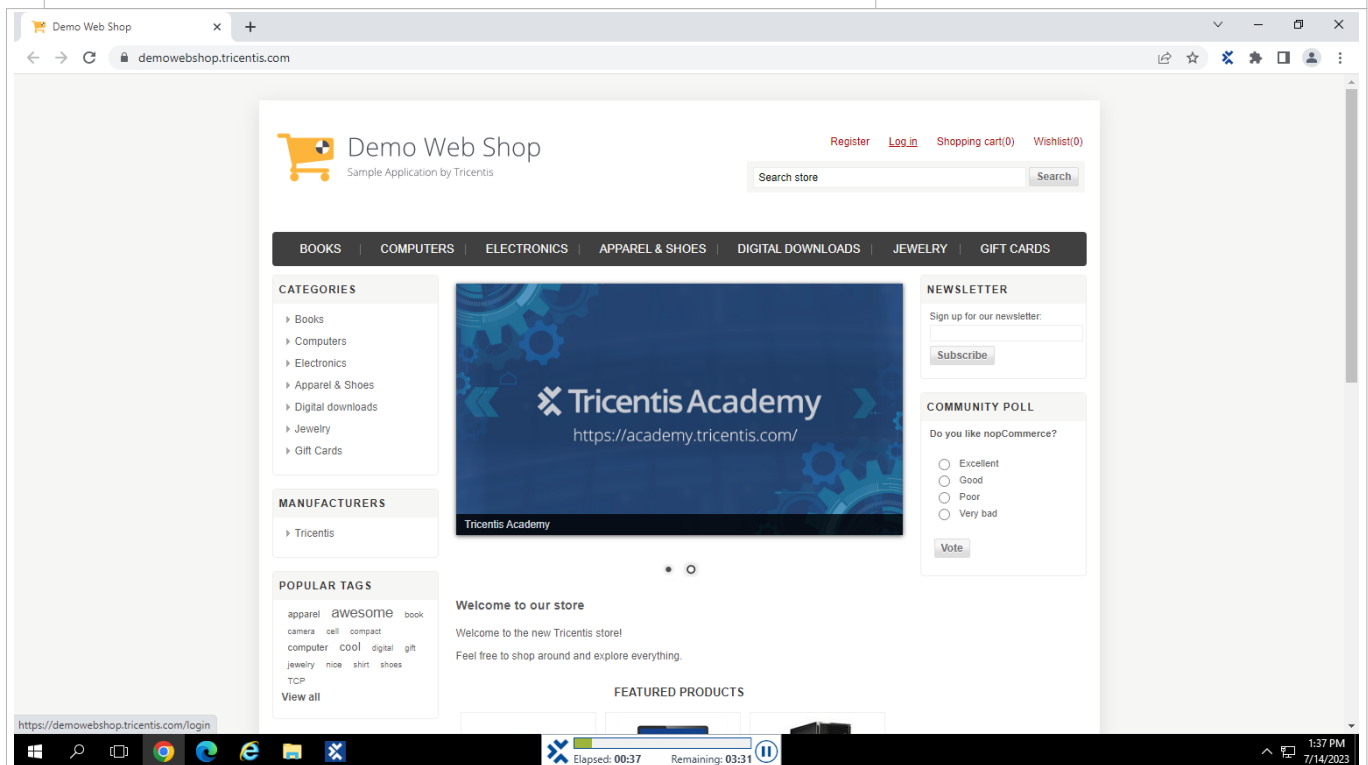 Demo Web Shop
demowebshop.tricentis.com
Demo Web Shop
Sample Application by Tricentis
Register Log in Shopping cart(0) Wishlist(0)
Search store Search
BOOKS | COMPUTERS | ELECTRONICS | APPAREL & SHOES | DIGITAL DOWNLOADS | JEWELRY | GIFT CARDS
CATEGORIES
Books
Computers
Electronics
Apparel & Shoes
Digital downloads
Jewelry
Gift Cards
MANUFACTURERS
Tricentis
POPULAR TAGS
apparel awesome book
camera cell compact
computer cool digital gift
jewelry nice shirt shoes
TCP
View all
Tricentis Academy
https://academy.tricentis.com/
Tricentis Academy
Welcome to our store
Welcome to the new Tricentis store!
Feel free to shop around and explore everything.
FEATURED PRODUCTS
NEWSLETTER
Sign up for our newsletter:
Subscribe
COMMUNITY POLL
Do you like nopCommerce?
Excellent
Good
Poor
Very bad
Vote
https://demowebshop.tricentis.com/login
Elapsed: 00:37 Remaining: 03:31
1:37 PM
7/14/2023